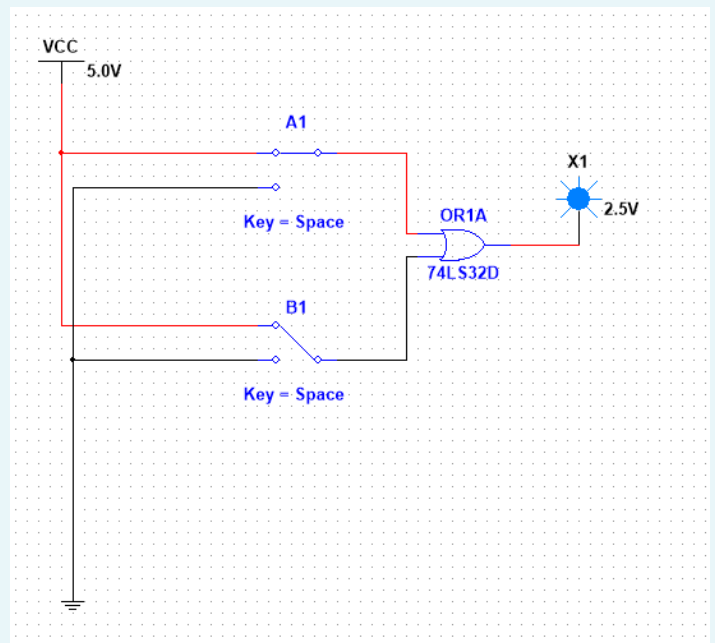 VCC
5.0V
A1
X1
2.5V
Key = Space
OR1A
74LS32D
B1
Key = Space